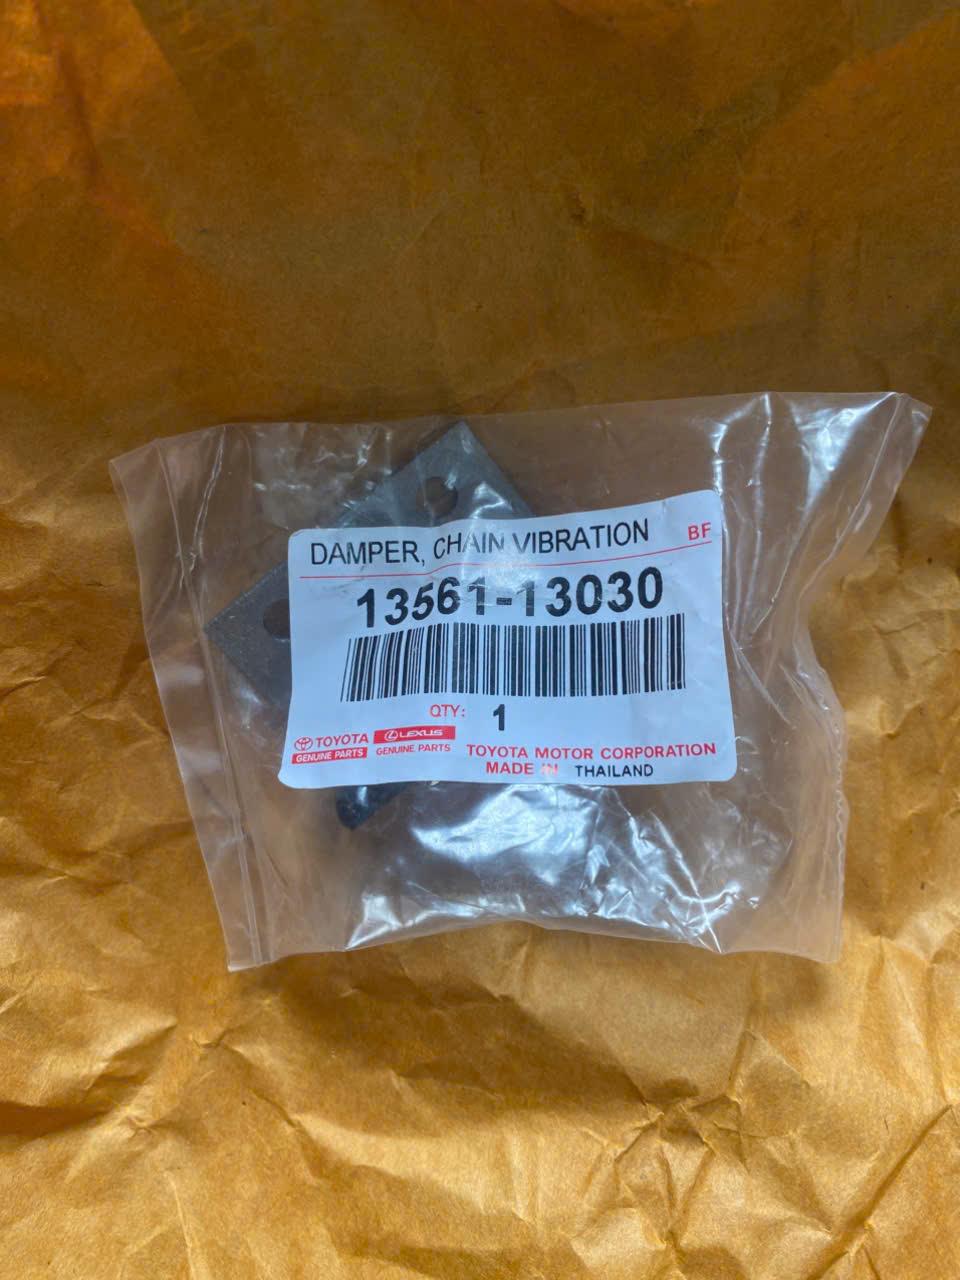 DAMPER, CHAIN VIBRATION BF
13561-13030
QTY: 1
TOYOTA
GENUINE PARTS
LEXUS
GENUINE PARTS
TOYOTA MOTOR CORPORATION
MADE IN THAILAND